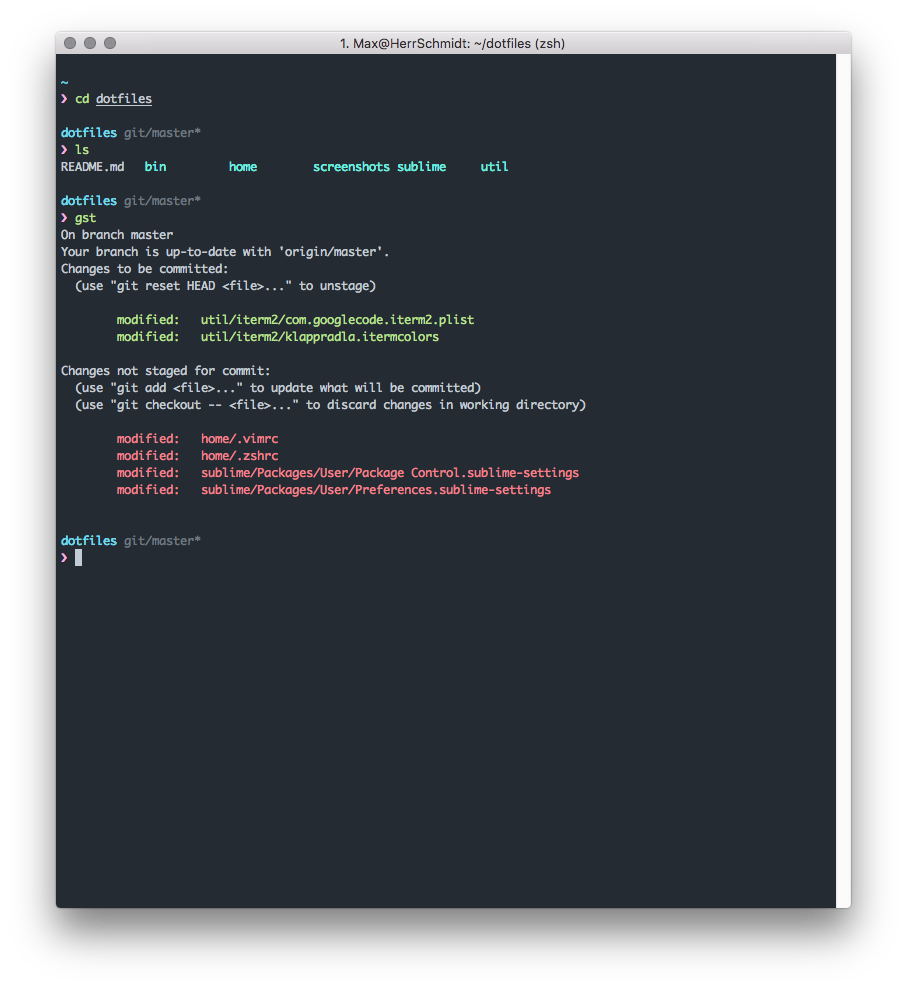 1. Max@HerrSchmidt: ~/dotfiles (zsh)
~
❯ cd dotfiles
dotfiles git/master*
❯ ls
README.md   bin         home        screenshots sublime     util
dotfiles git/master*
❯ gst
On branch master
Your branch is up-to-date with 'origin/master'.
Changes to be committed:
  (use "git reset HEAD <file>..." to unstage)
        modified:   util/iterm2/com.googlecode.iterm2.plist
        modified:   util/iterm2/klappradla.itermcolors
Changes not staged for commit:
  (use "git add <file>..." to update what will be committed)
  (use "git checkout -- <file>..." to discard changes in working directory)
        modified:   home/.vimrc
        modified:   home/.zshrc
        modified:   sublime/Packages/User/Package Control.sublime-settings
        modified:   sublime/Packages/User/Preferences.sublime-settings
dotfiles git/master*
❯